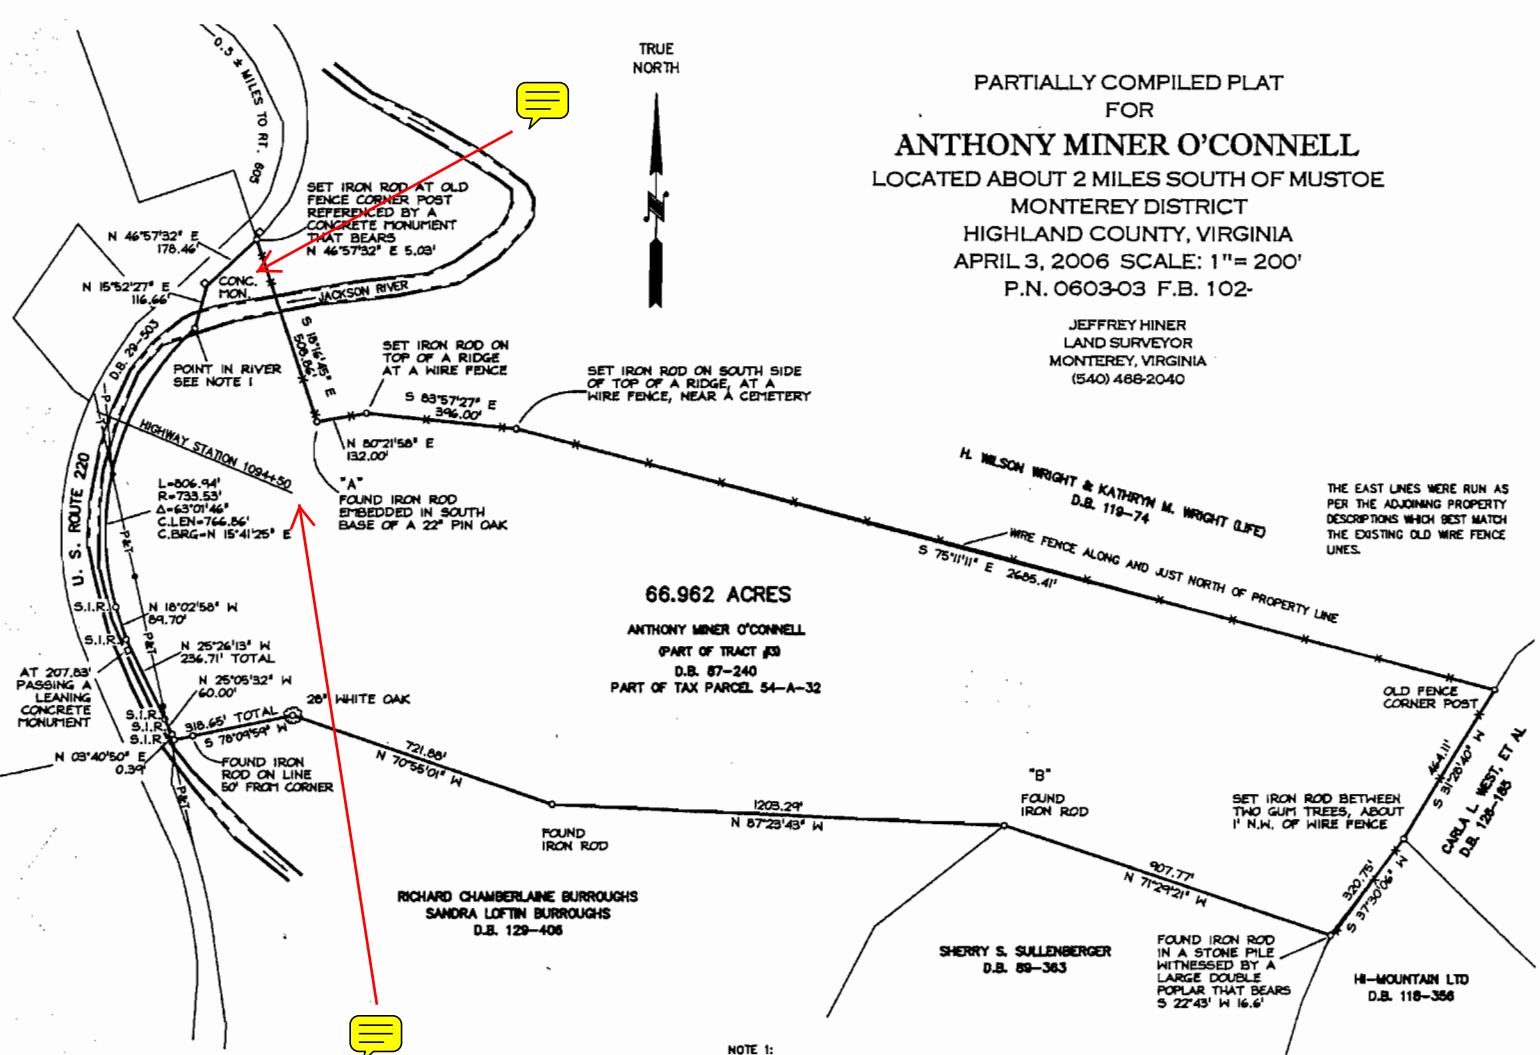 TRUE
NORTH
PARTIALLY COMPILED PLAT
FOR
ANTHONY MINER O'CONNELL
LOCATED ABOUT 2 MILES SOUTH OF MUSTOE
MONTEREY DISTRICT
HIGHLAND COUNTY, VIRGINIA
APRIL 3, 2006 SCALE: 1"= 200'
P.N. 0603-03 F.B. 102-
JEFFREY HINER
LAND SURVEYOR
MONTEREY, VIRGINIA
(540) 468-2040
0.5 ± MILES TO RT. 605
SET IRON ROD AT OLD
FENCE CORNER POST
REFERENCED BY A
CONCRETE MONUMENT
THAT BEARS
N 46°57'32" E 5.03'
N 46°57'32" E
178.46'
N 15°52'27" E
116.66'
CONC.
MON.
JACKSON RIVER
D.B. 29-503
POINT IN RIVER
SEE NOTE 1
S 18°16'45" E
508.86'
SET IRON ROD ON
TOP OF A RIDGE
AT A WIRE FENCE
S 83°57'27" E
396.00'
SET IRON ROD ON SOUTH SIDE
OF TOP OF A RIDGE, AT A
WIRE FENCE, NEAR A CEMETERY
N 80°21'58" E
132.00'
P&T
HIGHWAY STATION 1094+50
"A"
FOUND IRON ROD
EMBEDDED IN SOUTH
BASE OF A 22" PIN OAK
L=806.94'
R=733.53'
Δ=63°01'46"
C.LEN=766.86'
C.BRG=N 15°41'25" E
U. S. ROUTE 220
P&T
H. WILSON WRIGHT & KATHRYN M. WRIGHT (LIFE)
D.B. 119-74
THE EAST LINES WERE RUN AS
PER THE ADJOINING PROPERTY
DESCRIPTIONS WHICH BEST MATCH
THE EXISTING OLD WIRE FENCE
LINES.
WIRE FENCE ALONG AND JUST NORTH OF PROPERTY LINE
S 75°11'11" E 2685.41'
66.962 ACRES
ANTHONY MINER O'CONNELL
(PART OF TRACT #3)
D.B. 87-240
PART OF TAX PARCEL 54-A-32
S.I.R.
N 18°02'58" W
89.70'
S.I.R.
P&T
N 25°26'13" W
236.71' TOTAL
AT 207.83'
PASSING A
LEANING
CONCRETE
MONUMENT
N 25°05'32" W
60.00'
S.I.R.
S.I.R.
S.I.R.
318.65' TOTAL
S 78°09'59" W
28" WHITE OAK
N 03°40'50" E
0.39'
FOUND IRON
ROD ON LINE
50' FROM CORNER
P&T
721.88'
N 70°55'01" W
FOUND
IRON ROD
1203.29'
N 87°23'43" W
"B"
FOUND
IRON ROD
OLD FENCE
CORNER POST
464.11'
S 31°28'40" W
CARLA L. WEST, ET AL
D.B. 128-185
SET IRON ROD BETWEEN
TWO GUM TREES, ABOUT
1' N.W. OF WIRE FENCE
907.77'
N 71°29'21" W
320.75'
S 37°30'06" W
RICHARD CHAMBERLAINE BURROUGHS
SANDRA LOFTIN BURROUGHS
D.B. 129-406
SHERRY S. SULLENBERGER
D.B. 89-363
FOUND IRON ROD
IN A STONE PILE
WITNESSED BY A
LARGE DOUBLE
POPLAR THAT BEARS
S 22°43' W 16.6'
HI-MOUNTAIN LTD
D.B. 118-356
NOTE 1: